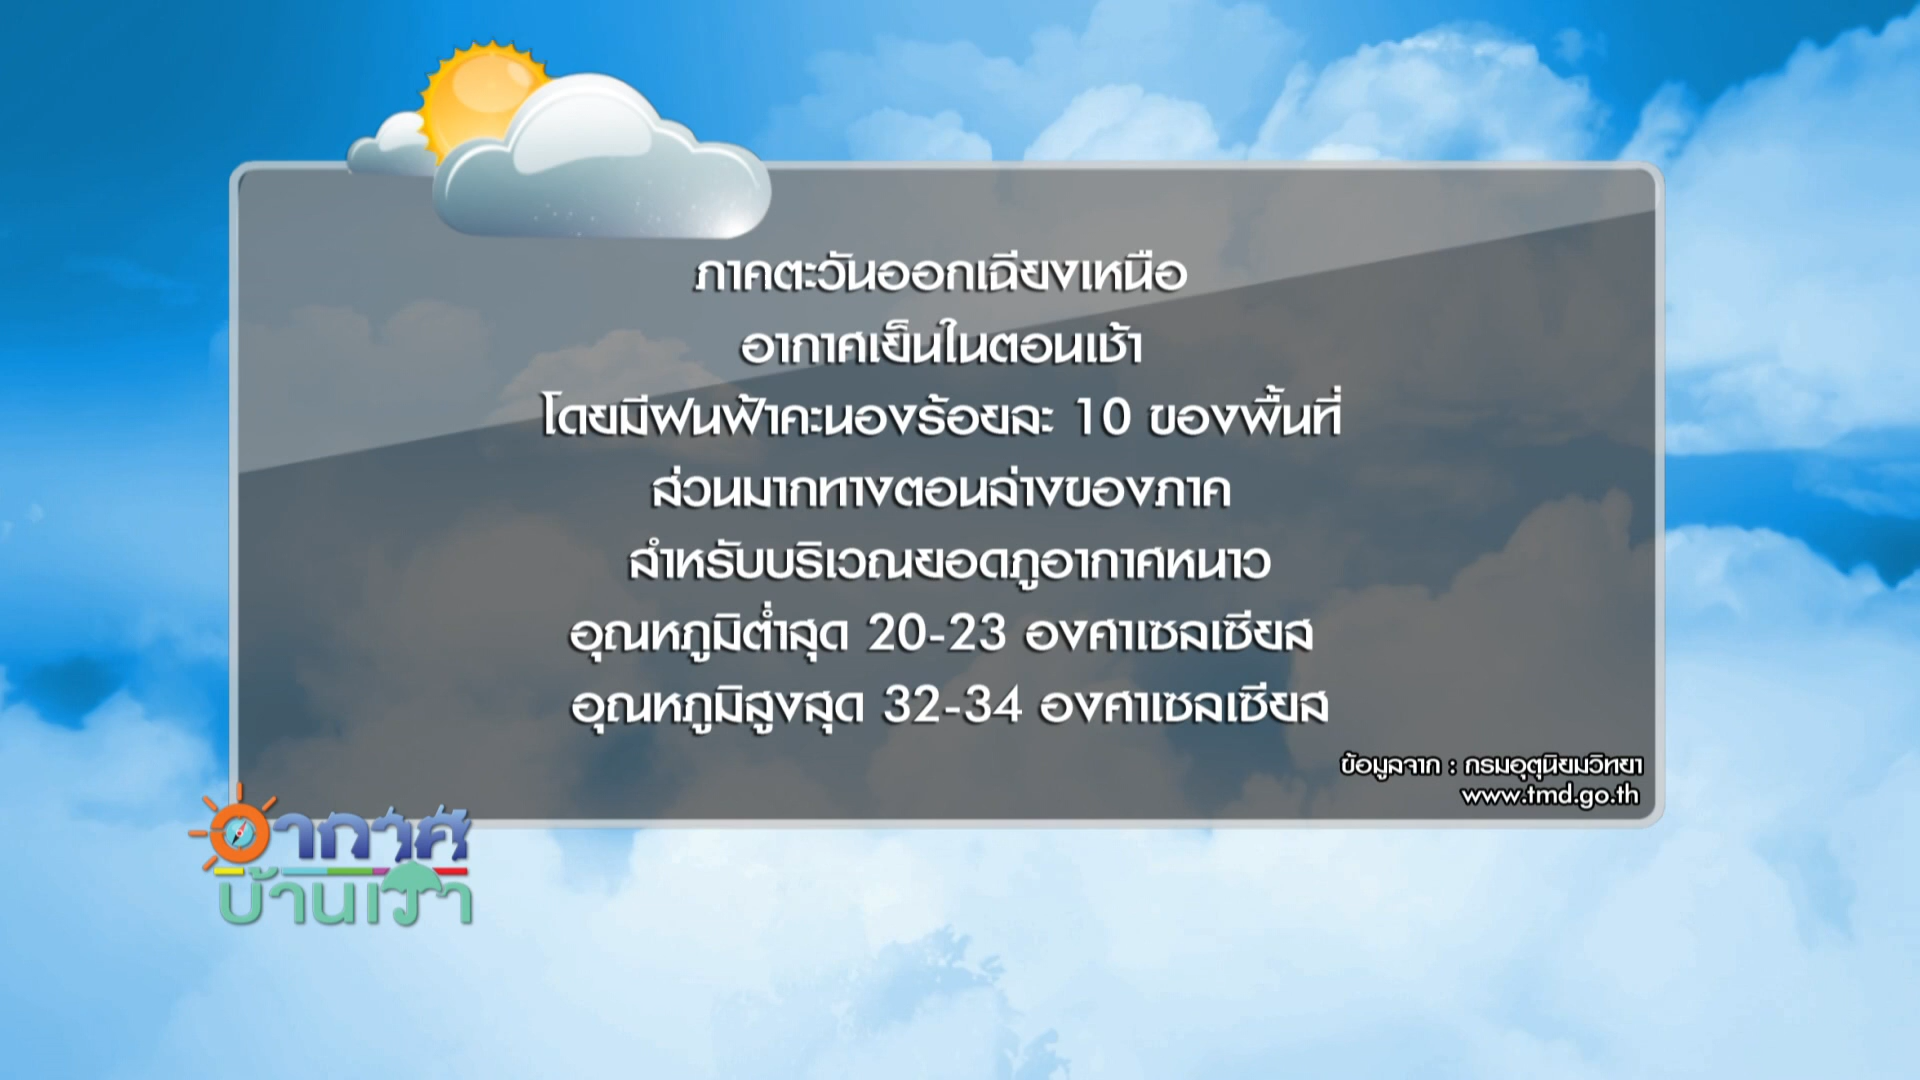 ภาคตะวันออกเฉียงเหนือ
อากาศเย็นในตอนเช้า
โดยมีฝนฟ้าคะนองร้อยละ 10 ของพื้นที่
ส่วนมากทางตอนล่างของภาค
สำหรับบริเวณยอดภูอากาศหนาว
อุณหภูมิต่ำสุด 20-23 องศาเซลเซียส
อุณหภูมิสูงสุด 32-34 องศาเซลเซียส
ข้อมูลจาก : กรมอุตุนิยมวิทยา
www.tmd.go.th
อากาศ
บ้านเรา